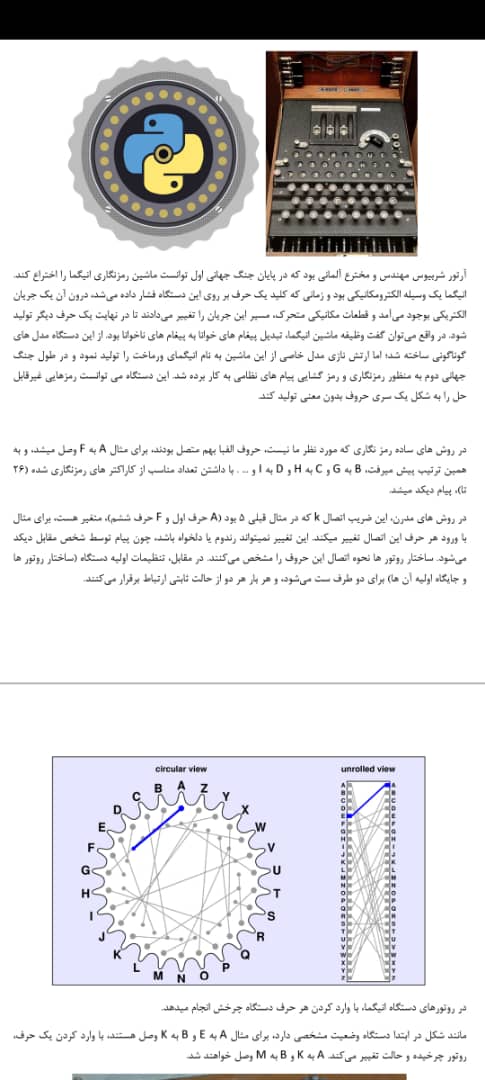 آرتور شربیوس مهندس و مخترع آلمانی بود که در پایان جنگ جهانی اول توانست ماشین رمزنگاری انیگما را اختراع کند.
انیگما یک وسیله الکترومکانیکی بود و زمانی که کلید یک حرف بر روی این دستگاه فشار داده می‌شد، درون آن یک جریان
الکتریکی بوجود می‌آمد و قطعات مکانیکی متحرک، مسیر این جریان را تغییر می‌دادند تا در نهایت یک حرف دیگر تولید
شود. در واقع می‌توان گفت وظیفه ماشین انیگما، تبدیل پیغام های خوانا به پیغام های ناخوانا بود. از این دستگاه مدل های
گوناگونی ساخته شد؛ اما ارتش نازی مدل خاصی از این ماشین به نام انیگمای ورماخت را تولید نمود و در طول جنگ
جهانی دوم به منظور رمزنگاری و رمز گشایی پیام های نظامی به کار برده شد. این دستگاه می توانست رمزهایی غیرقابل
حل را به شکل یک سری حروف بدون معنی تولید کند.
در روش های ساده رمز نگاری که مورد نظر ما نیست، حروف الفبا بهم متصل بودند، برای مثال A به F وصل میشد، و به
همین ترتیب پیش میرفت، B به G و C به H و D به I و ... . با داشتن تعداد مناسب از کاراکتر های رمزنگاری شده (۲۶
تا)، پیام دیکد میشد.
در روش های مدرن، این ضریب اتصال k که در مثال قبلی ۵ بود (A حرف اول و F حرف ششم)، متغیر هست، برای مثال
با ورود هر حرف این اتصال تغییر میکند. این تغییر نمیتواند رندوم یا دلخواه باشد، چون پیام توسط شخص مقابل دیکد
می‌شود. ساختار روتور ها نحوه اتصال این حروف را مشخص می‌کنند. در مقابل، تنظیمات اولیه دستگاه (ساختار روتور ها
و جایگاه اولیه آن ها) برای دو طرف ست می‌شود، و هر بار هر دو از حالت ثابتی ارتباط برقرار می‌کنند.
circular view
A
Z
Y
X
W
V
U
T
S
R
Q
P
O
N
M
L
K
J
I
H
G
F
E
D
C
B
unrolled view
A A
B B
C C
D D
E E
F F
G G
H H
I I
J J
K K
L L
M M
N N
O O
P P
Q Q
R R
S S
T T
U U
V V
W W
X X
Y Y
Z Z
در روتورهای دستگاه انیگما، با وارد کردن هر حرف دستگاه چرخش انجام میدهد.
مانند شکل در ابتدا دستگاه وضعیت مشخصی دارد، برای مثال A به E و B به K وصل هستند، با وارد کردن یک حرف،
روتور چرخیده و حالت تغییر می‌کند. A به K و B به M وصل خواهند شد.